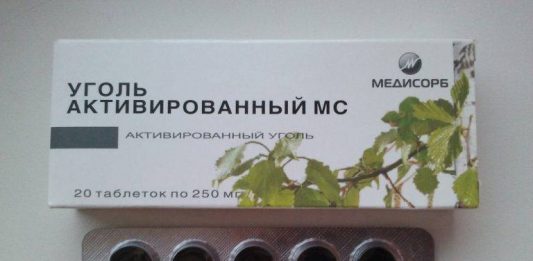 МЕДИСОРБ
УГОЛЬ
АКТИВИРОВАННЫЙ МС
АКТИВИРОВАННЫЙ УГОЛЬ
20 таблеток по 250 мг